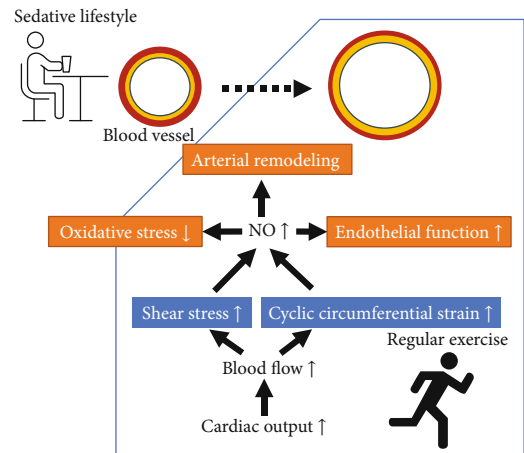 Sedative lifestyle
Blood vessel
Arterial remodeling
Oxidative stress ↓
NO ↑
Endothelial function ↑
Shear stress ↑
Cyclic circumferential strain ↑
Regular exercise
Blood flow ↑
Cardiac output ↑